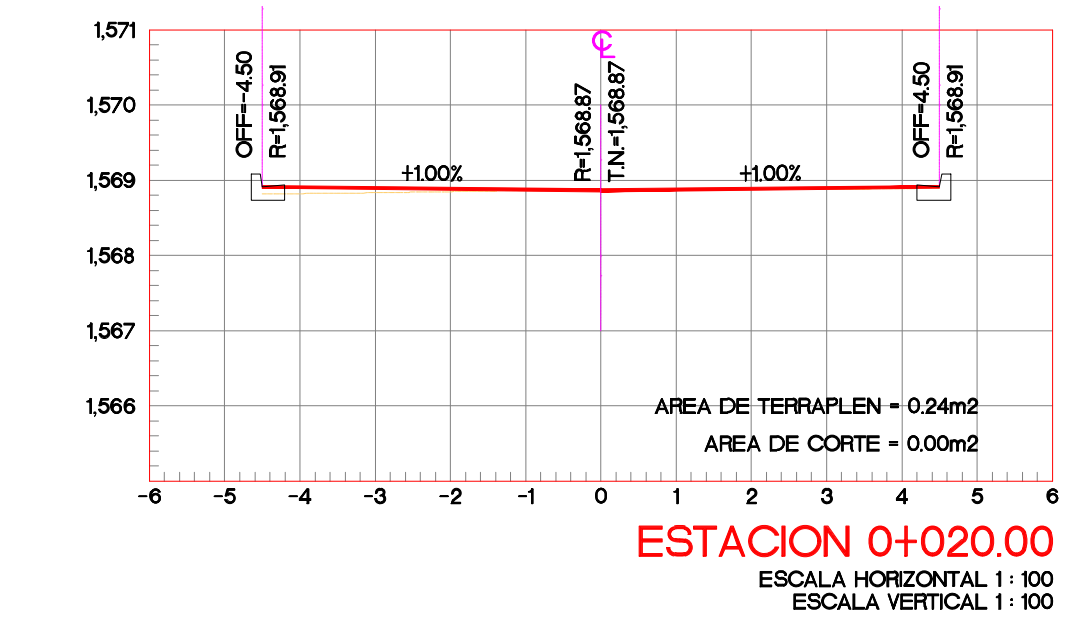 1,571
1,570
1,569
1,568
1,567
1,566
OFF=-4.50
R=1,568.91
+1.00%
CL
R=1,568.87
T.N.=1,568.87
+1.00%
OFF=4.50
R=1,568.91
AREA DE TERRAPLEN = 0.24m2
AREA DE CORTE = 0.00m2
-6 -5 -4 -3 -2 -1 0 1 2 3 4 5 6
ESTACION 0+020.00
ESCALA HORIZONTAL 1 : 100
ESCALA VERTICAL 1 : 100